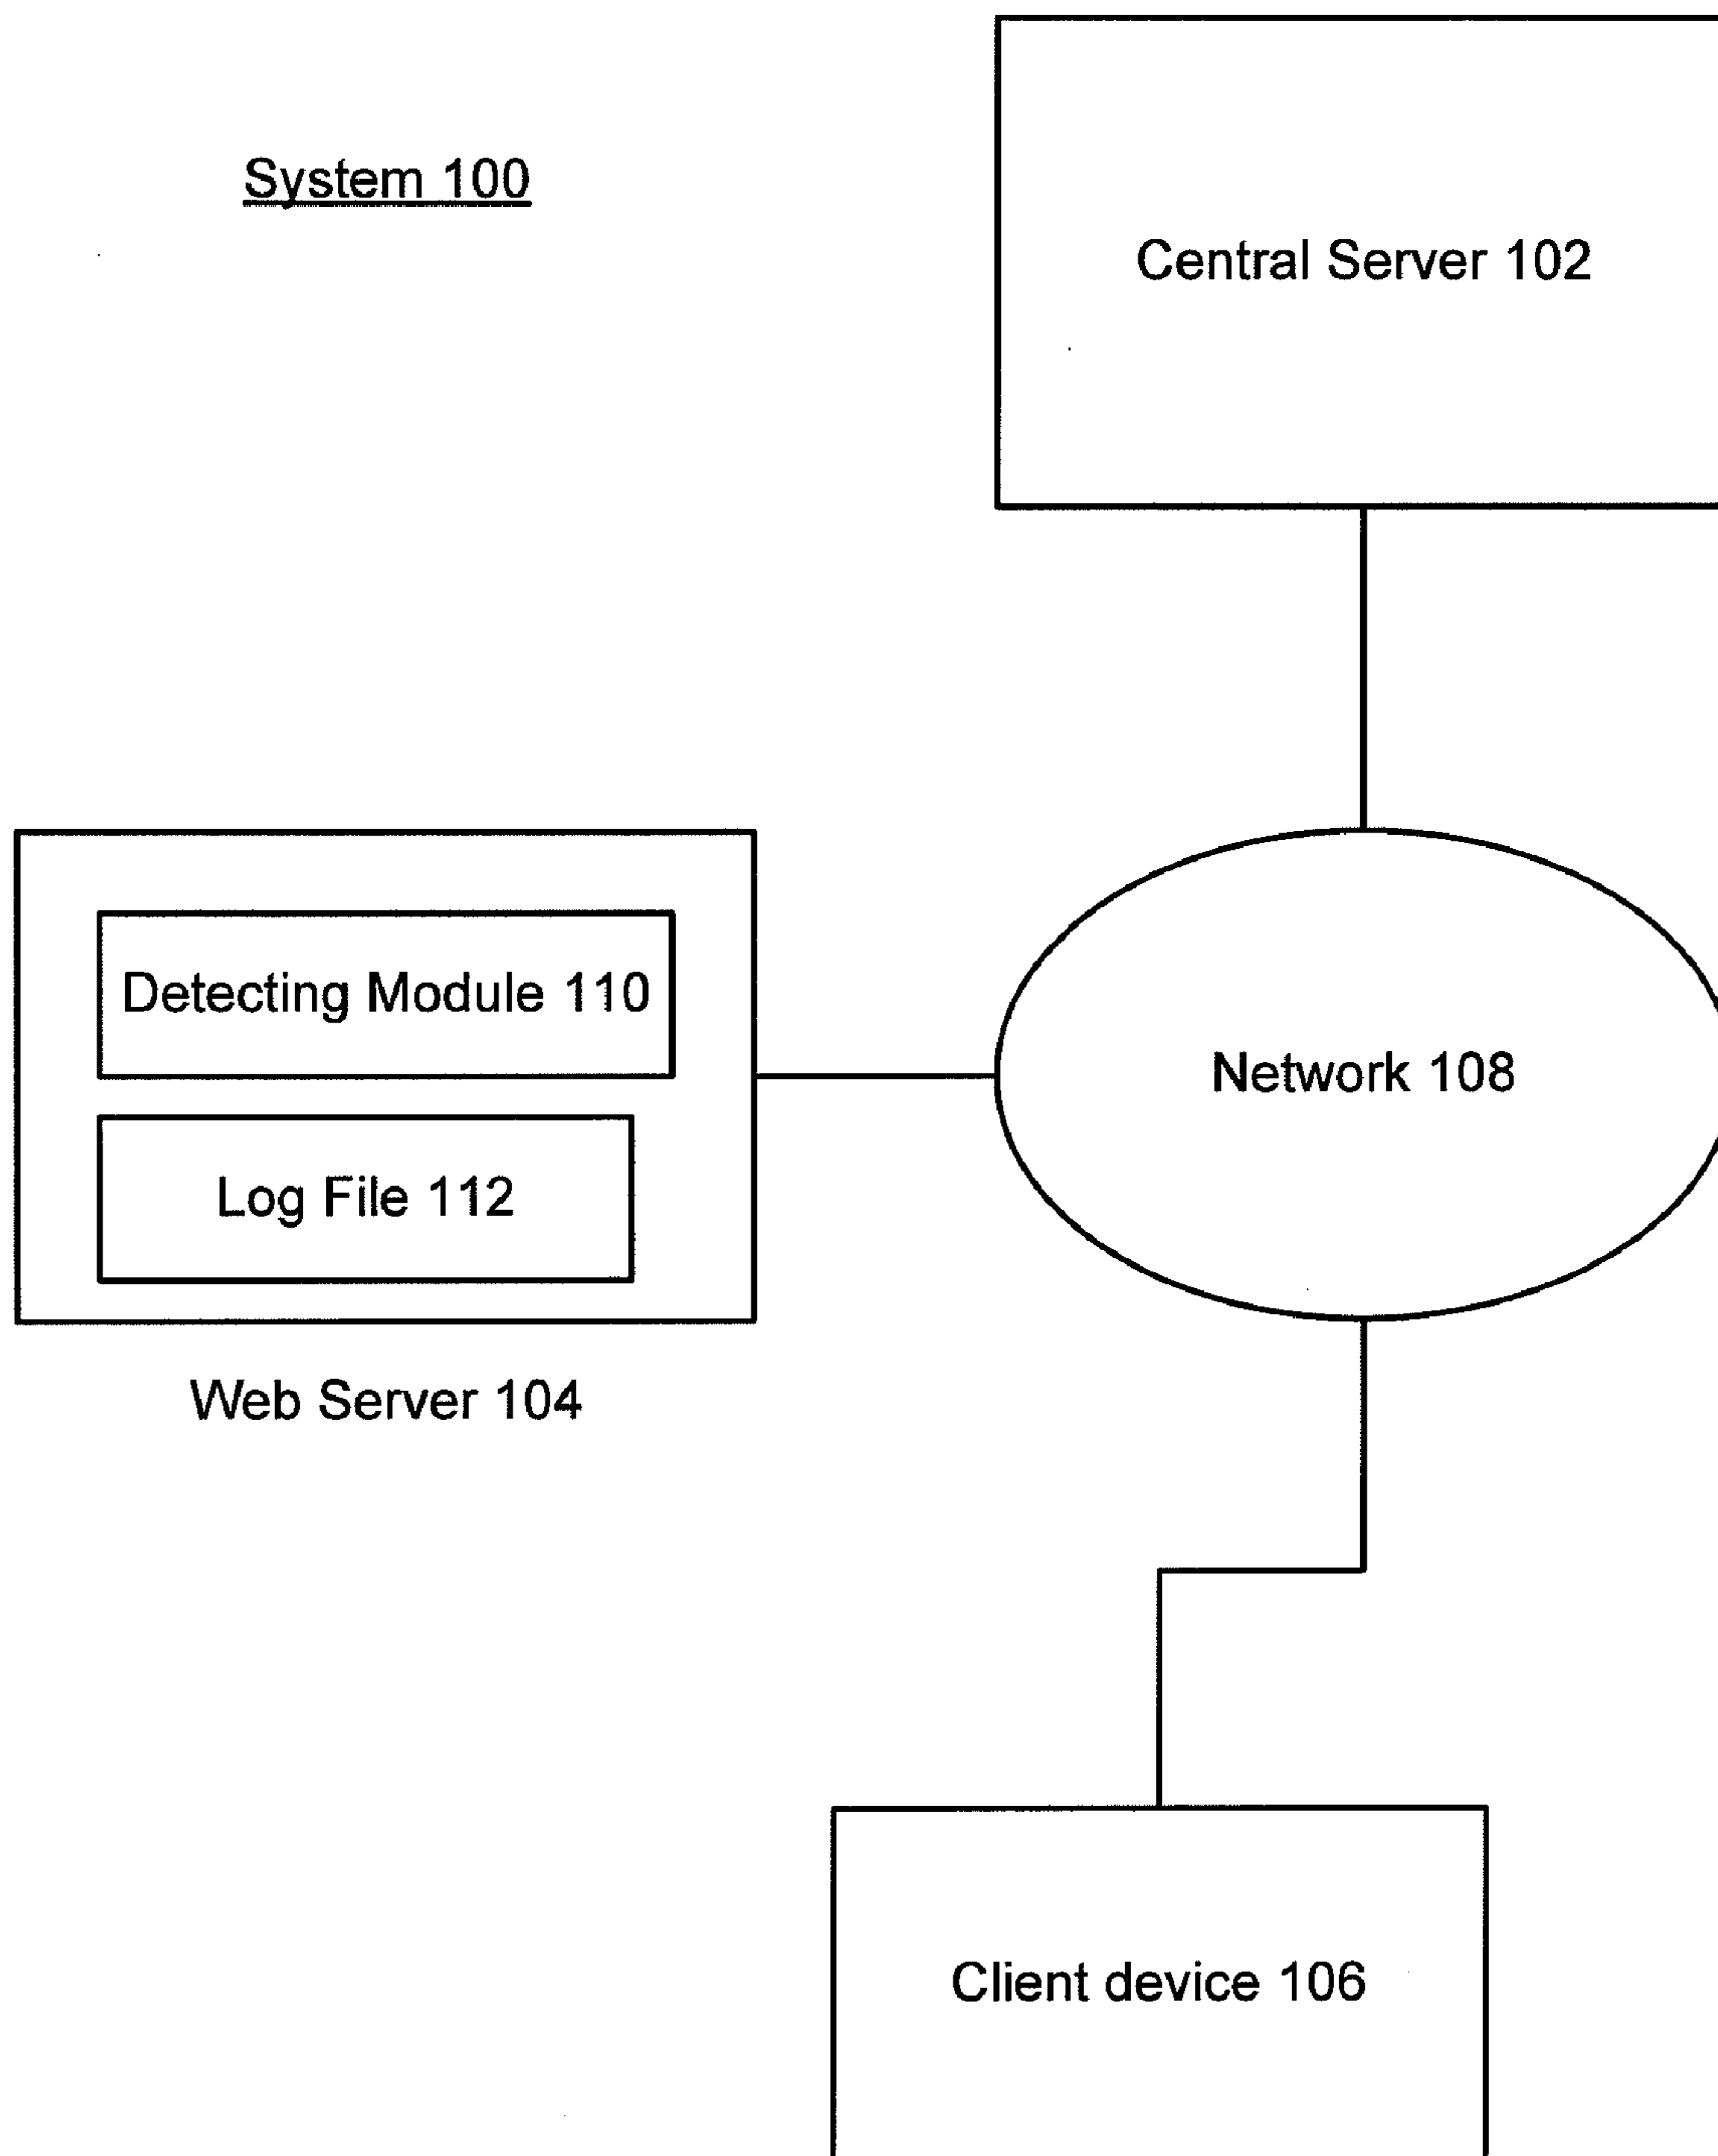 System 100
Central Server 102
Detecting Module 110
Network 108
Log File 112
Web Server 104
Client device 106